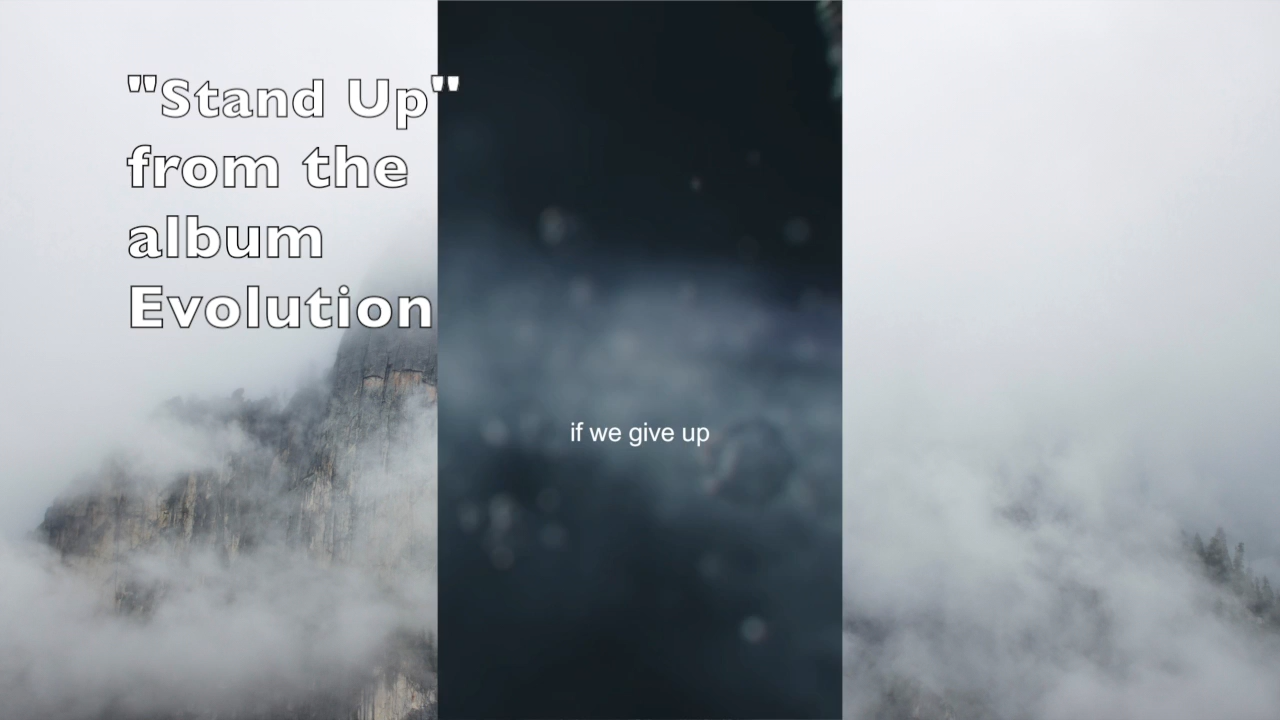 "Stand Up"
from the
album
Evolution
if we give up